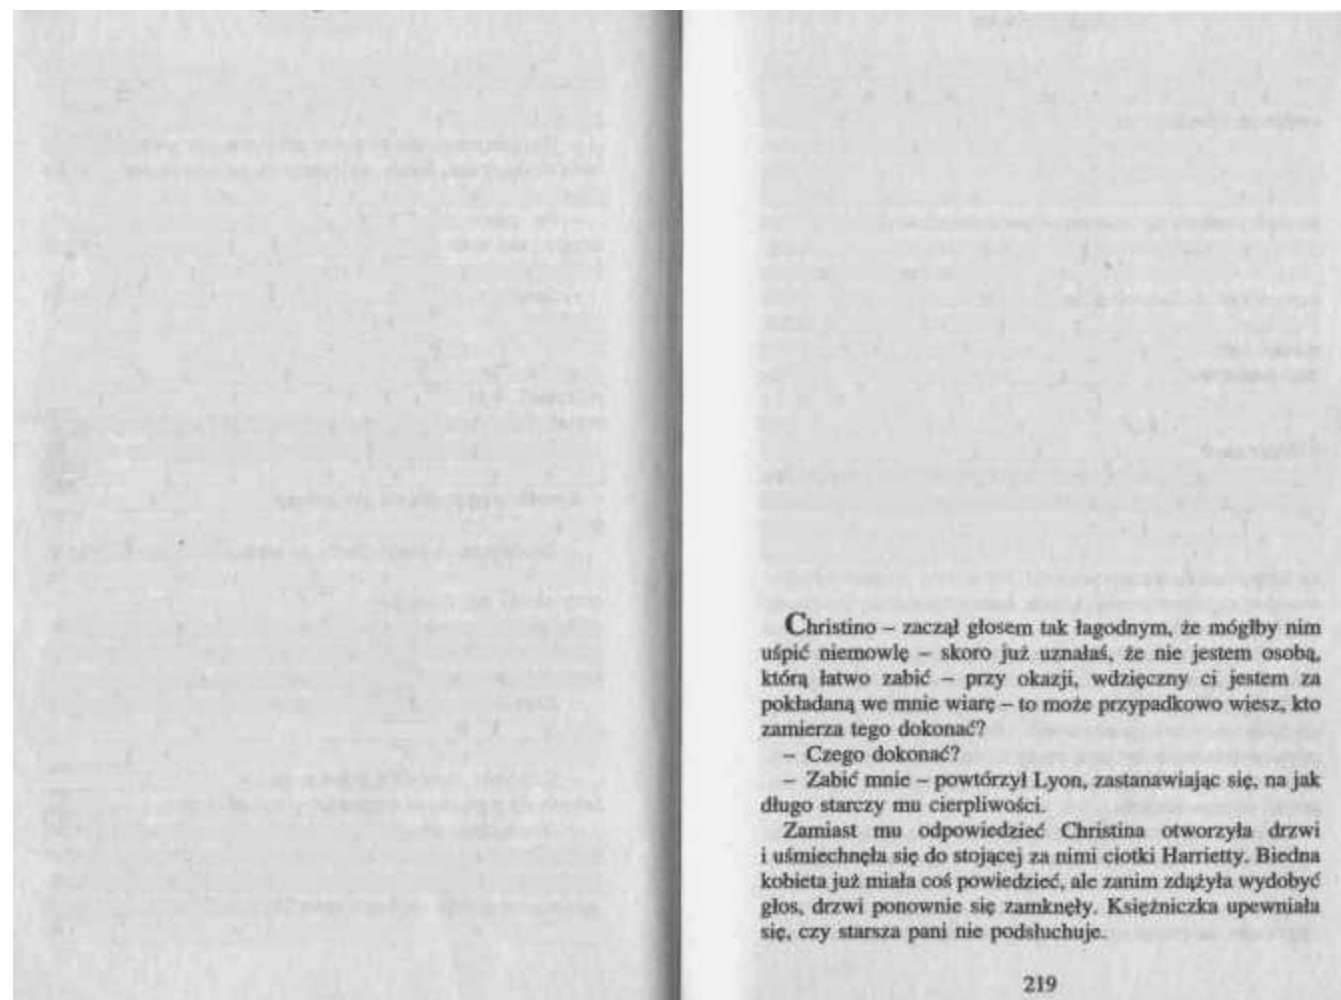 Christino – zaczął głosem tak łagodnym, że mógłby nim
uśpić niemowlę – skoro już uznałaś, że nie jestem osobą,
którą łatwo zabić – przy okazji, wdzięczny ci jestem za
pokładaną we mnie wiarę – to może przypadkowo wiesz, kto
zamierza tego dokonać?
– Czego dokonać?
– Zabić mnie – powtórzył Lyon, zastanawiając się, na jak
długo starczy mu cierpliwości.
Zamiast mu odpowiedzieć Christina otworzyła drzwi
i uśmiechnęła się do stojącej za nimi ciotki Harrietty. Biedna
kobieta już miała coś powiedzieć, ale zanim zdążyła wydobyć
głos, drzwi ponownie się zamknęły. Księżniczka upewniała
się, czy starsza pani nie podsłuchuje.
219